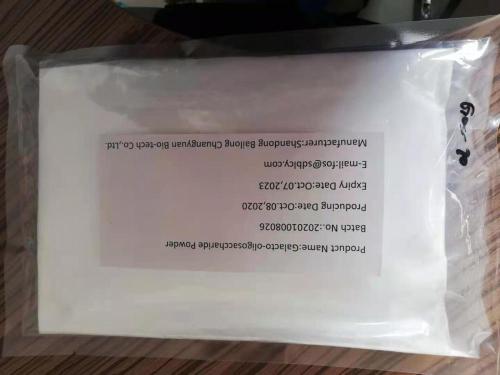 Product Name:Galacto-oligosaccharide Powder
Batch No.:20201008026
Producing Date:Oct.08,2020
Expiry Date:Oct.07,2023
E-mail:fos@sdblcy.com
Manufacturer:Shandong Bailong Chuangyuan Bio-tech Co.,Ltd.